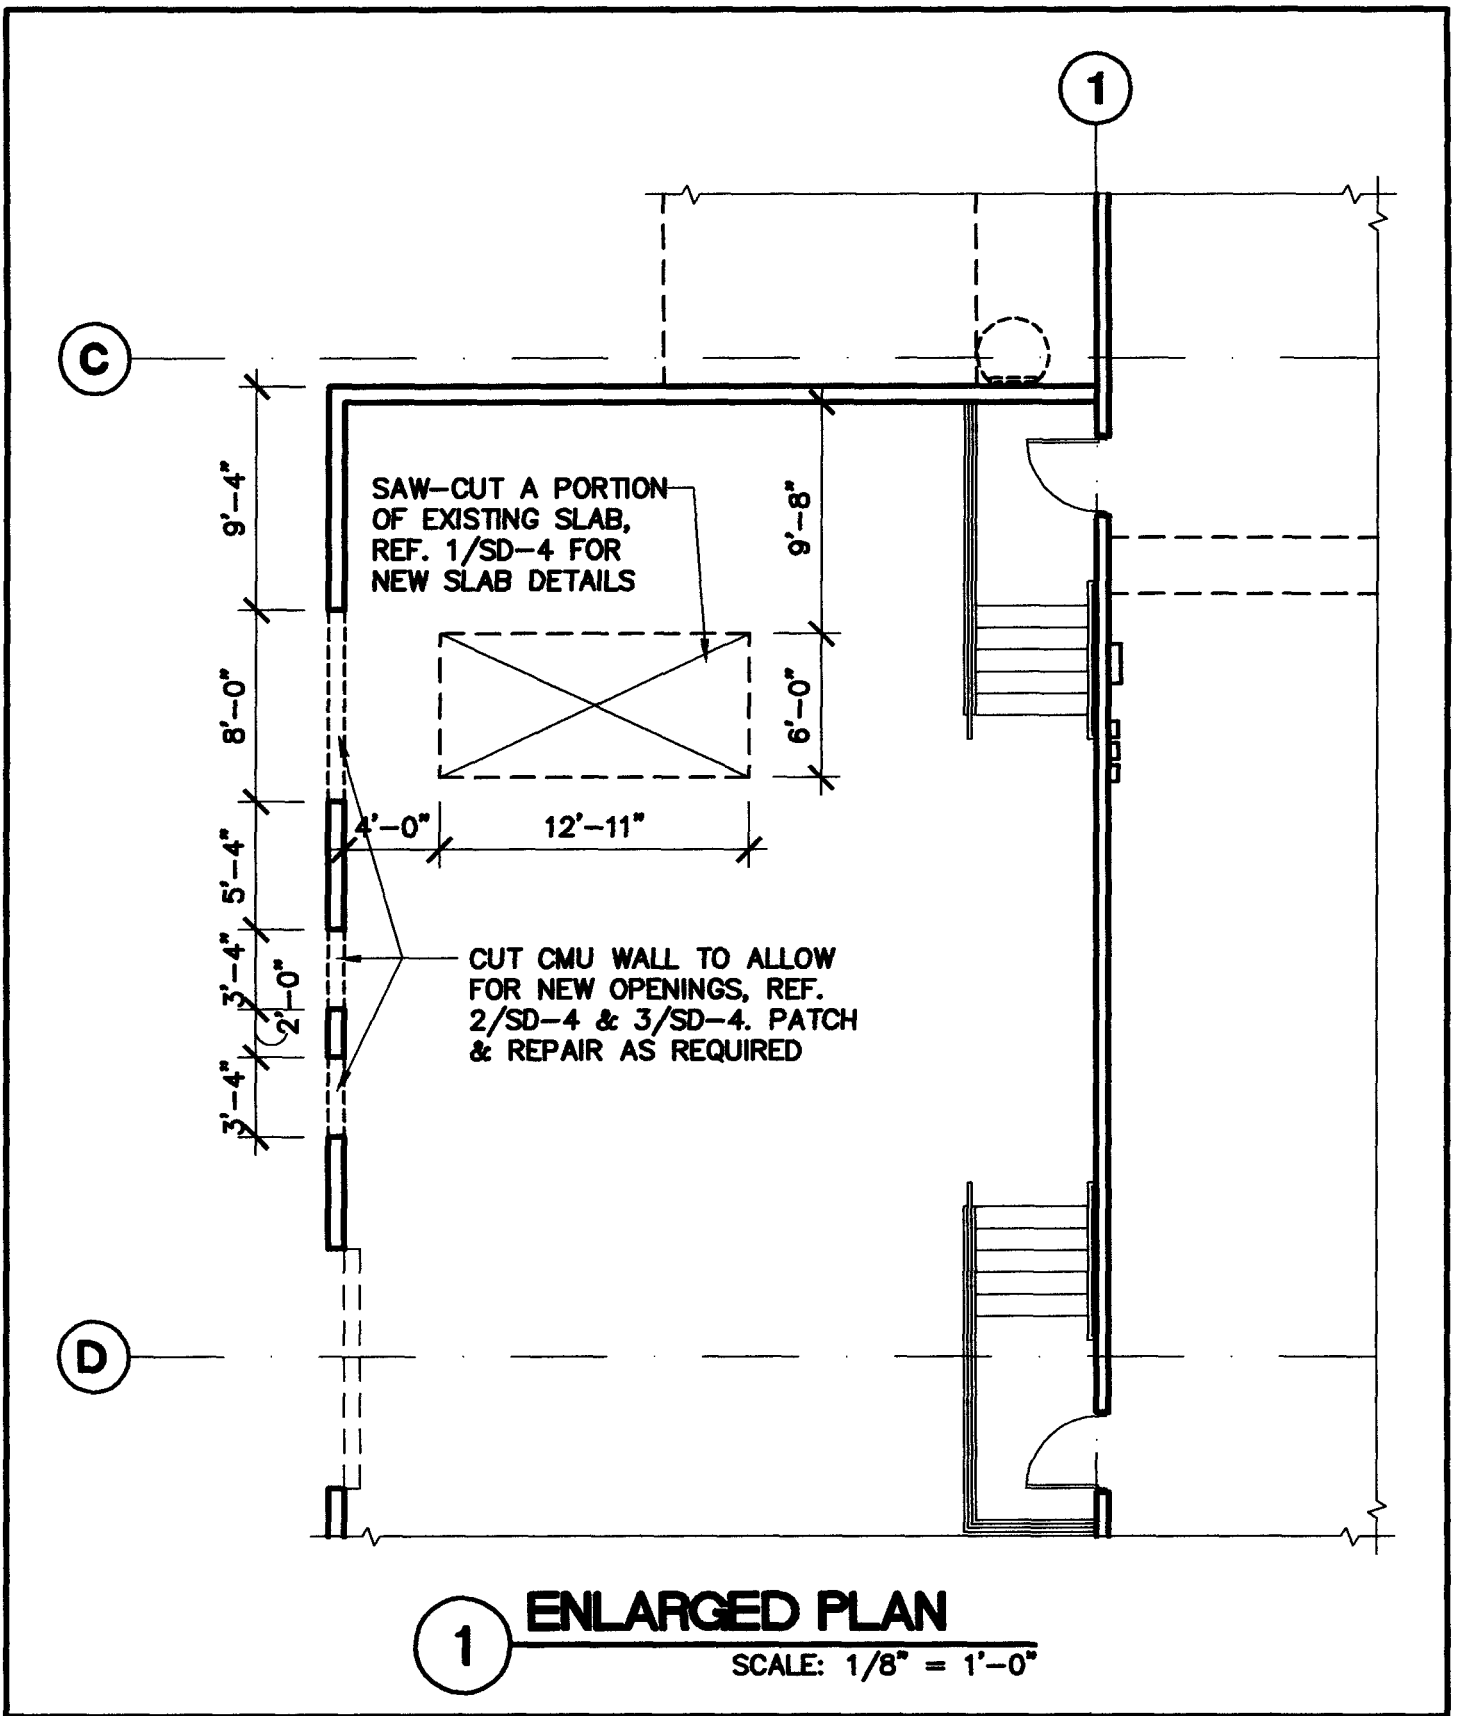 1
C
SAW-CUT A PORTION
OF EXISTING SLAB,
REF. 1/SD-4 FOR
NEW SLAB DETAILS
9'-4"
9'-8"
8'-0"
6'-0"
4'-0"
12'-11"
5'-4"
CUT CMU WALL TO ALLOW
FOR NEW OPENINGS, REF.
2/SD-4 & 3/SD-4. PATCH
& REPAIR AS REQUIRED
3'-4"
2'-0"
3'-4"
D
1
ENLARGED PLAN
SCALE: 1/8" = 1'-0"